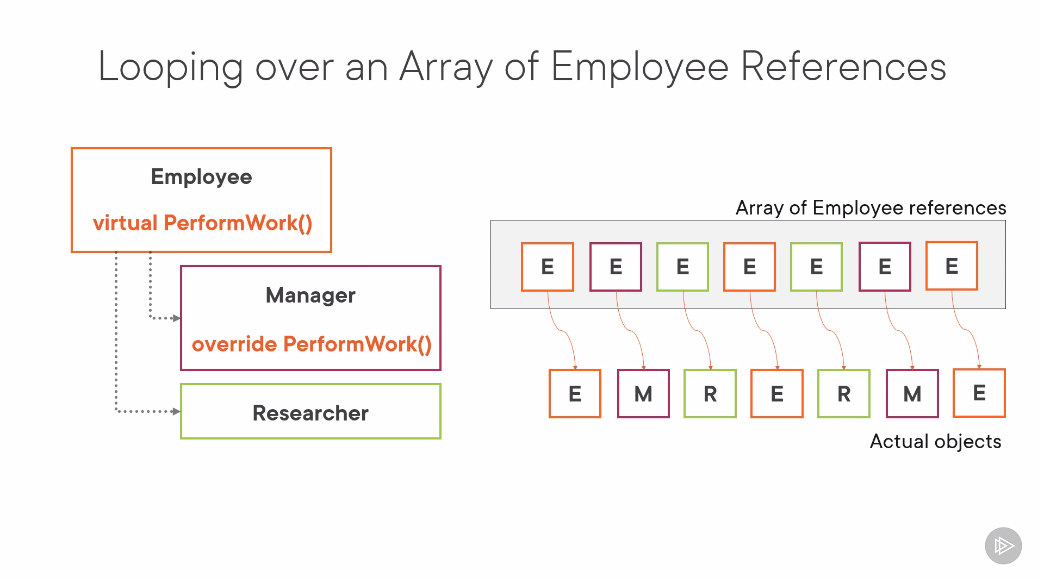 Looping over an Array of Employee References
Employee
virtual PerformWork()
Manager
override PerformWork()
Researcher
Array of Employee references
E E E E E E E
E M R E R M E
Actual objects